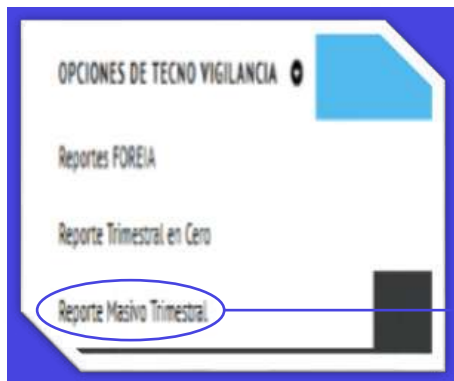 OPCIONES DE TECNO VIGILANCIA
Reportes FOREIA
Reporte Trimestral en Cero
Reporte Masivo Trimestral